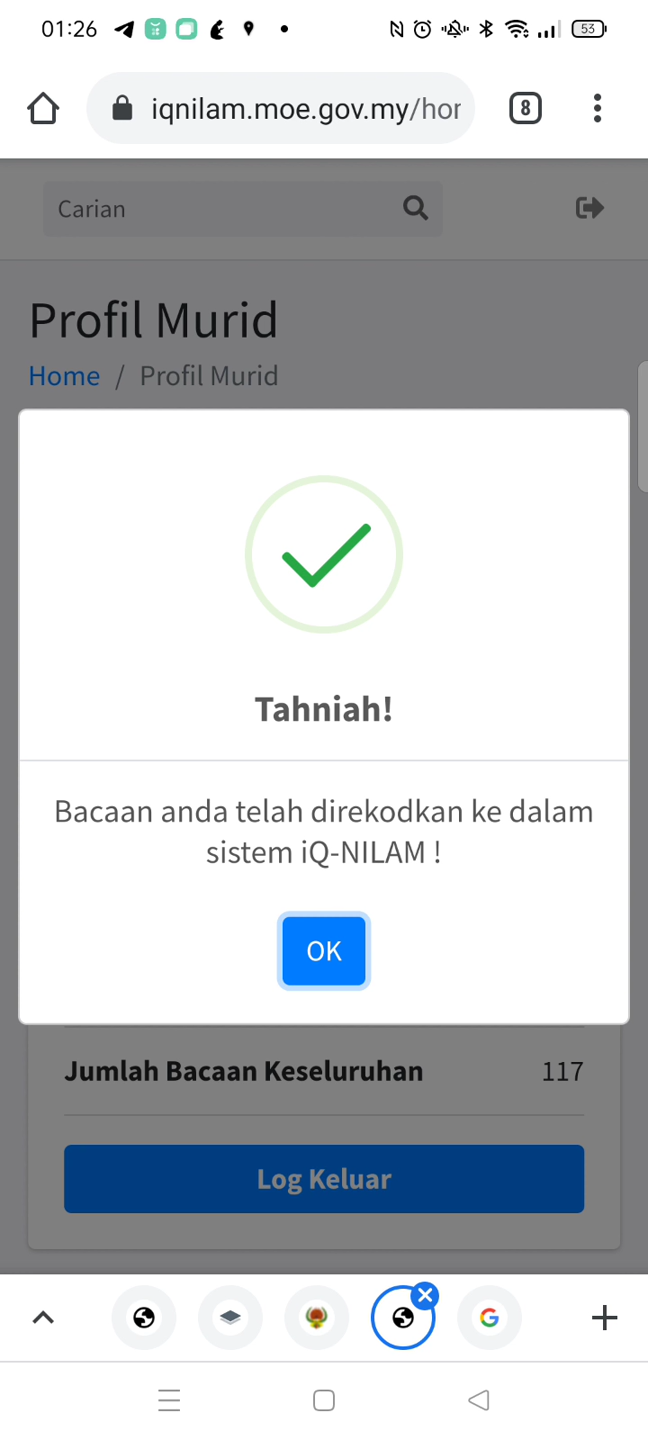 01:26
53
iqnilam.moe.gov.my/hor
8
Carian
Profil Murid
Home / Profil Murid
Tahniah!
Bacaan anda telah direkodkan ke dalam
sistem iQ-NILAM !
OK
Jumlah Bacaan Keseluruhan 117
Log Keluar